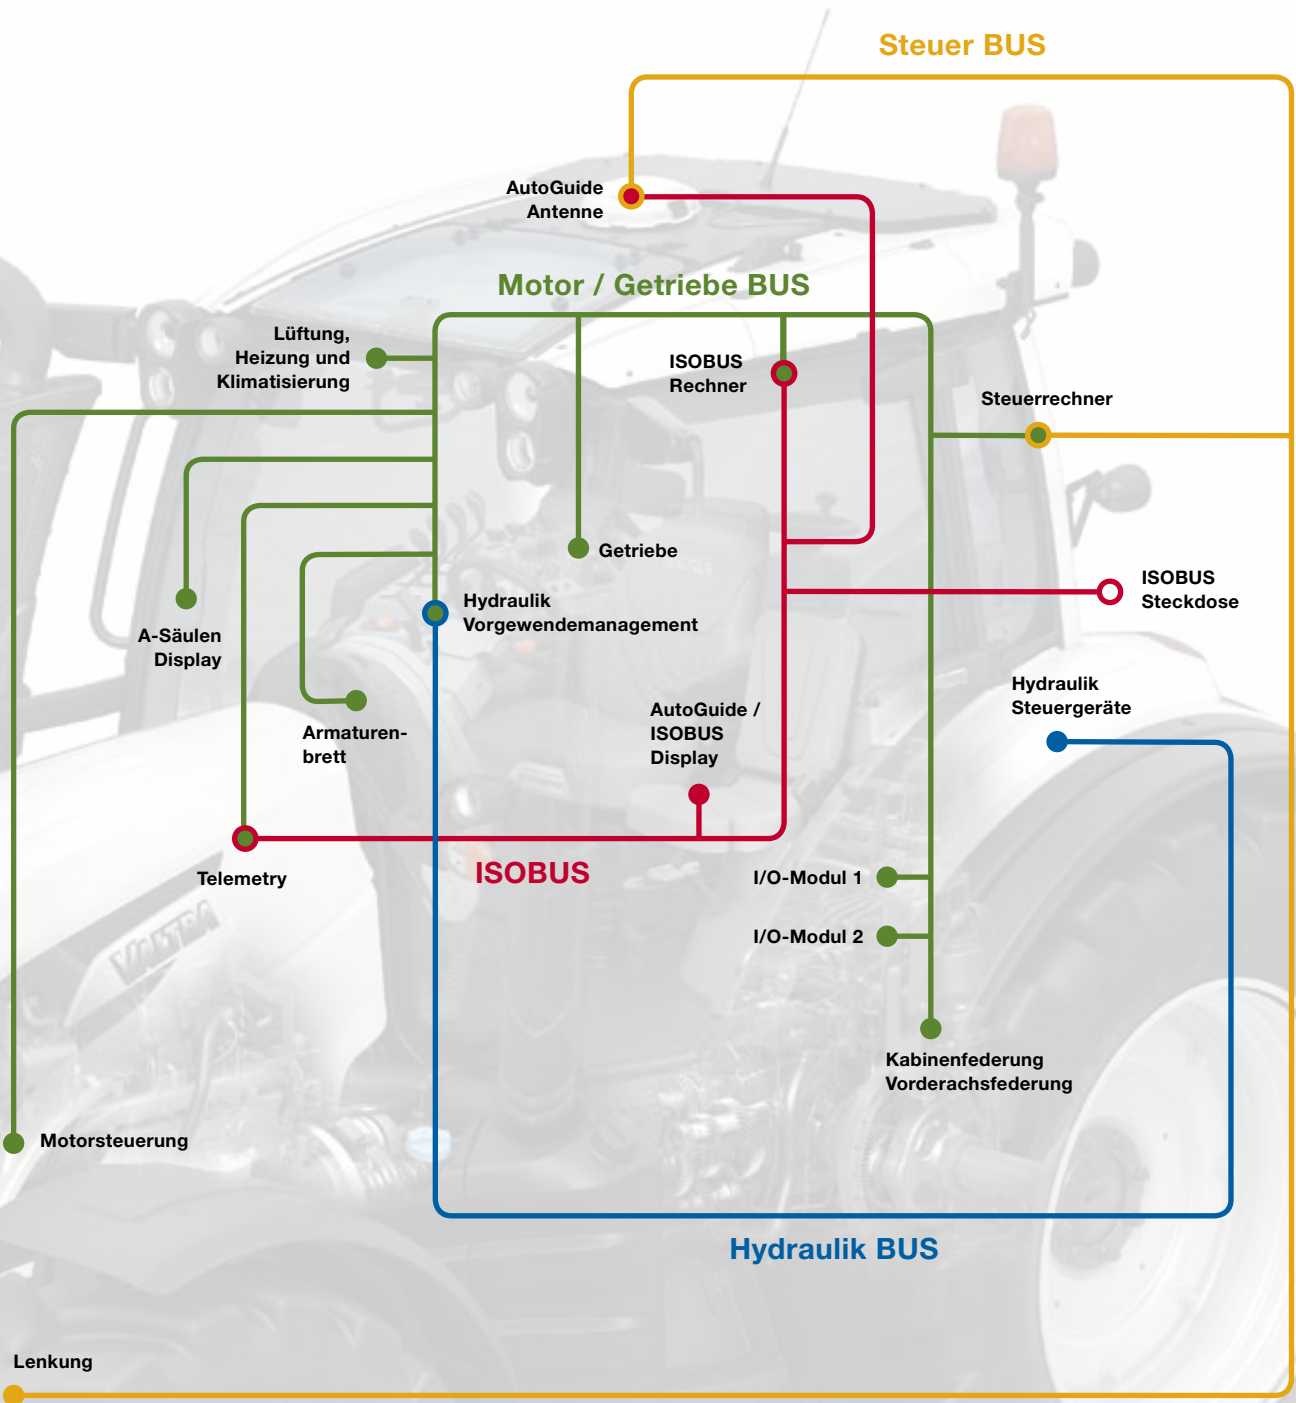 Steuer BUS
AutoGuide
Antenne
Motor / Getriebe BUS
Lüftung,
Heizung und
Klimatisierung
ISOBUS
Rechner
Steuerrechner
Getriebe
ISOBUS
Steckdose
Hydraulik
Vorgewendemanagement
A-Säulen
Display
Hydraulik
Steuergeräte
AutoGuide /
ISOBUS
Display
Armaturen-
brett
ISOBUS
Telemetry
I/O-Modul 1
I/O-Modul 2
VALTRA
Kabinenfederung
Vorderachsfederung
Motorsteuerung
Hydraulik BUS
Lenkung